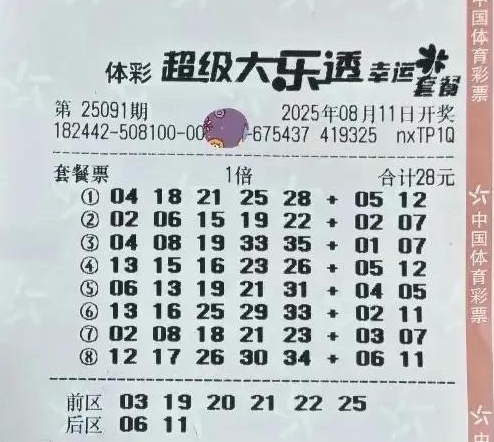 体彩 超级大乐透 幸运 套餐
第 25091期 2025年08月11日开奖
182442-508100-00 -675437 419325 nxTP1Q
套餐票 1倍 合计28元
① 04 18 21 25 28 + 05 12
② 02 06 15 19 22 + 02 07
③ 04 08 19 33 35 + 01 07
④ 13 15 16 23 26 + 05 12
⑤ 06 13 19 21 31 + 04 05
⑥ 13 16 25 29 33 + 02 11
⑦ 02 08 18 21 23 + 03 07
⑧ 12 17 26 30 34 + 06 11
前区 03 19 20 21 22 25
后区 06 11
中国体育彩票
中国体育彩票
中